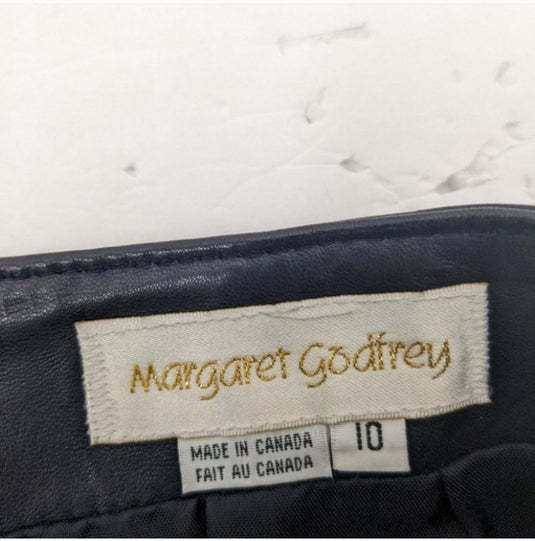 Margaret Godfrey
MADE IN CANADA
FAIT AU CANADA
10